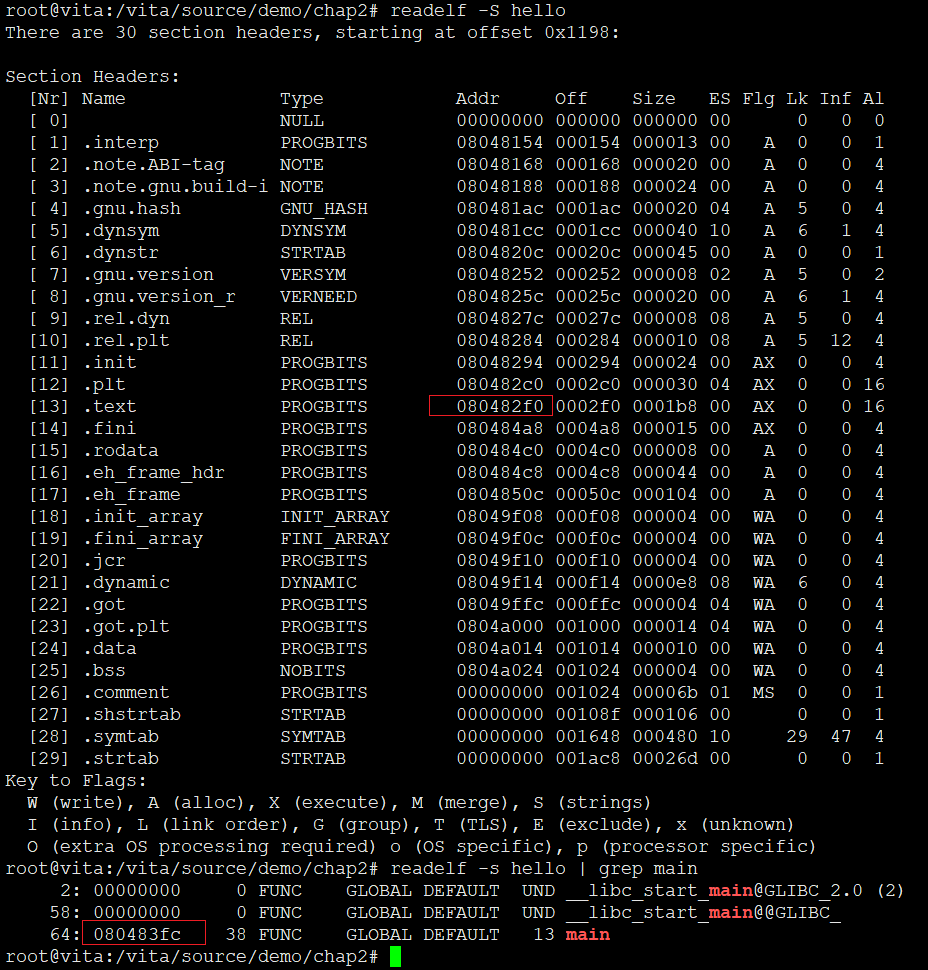 root@vita:/vita/source/demo/chap2# readelf -S hello
There are 30 section headers, starting at offset 0x1198:

Section Headers:
  [Nr] Name              Type            Addr     Off    Size   ES Flg Lk Inf Al
  [ 0]                   NULL            00000000 000000 000000 00      0   0  0
  [ 1] .interp           PROGBITS        08048154 000154 000013 00   A  0   0  1
  [ 2] .note.ABI-tag     NOTE            08048168 000168 000020 00   A  0   0  4
  [ 3] .note.gnu.build-i NOTE            08048188 000188 000024 00   A  0   0  4
  [ 4] .gnu.hash         GNU_HASH        080481ac 0001ac 000020 04   A  5   0  4
  [ 5] .dynsym           DYNSYM          080481cc 0001cc 000040 10   A  6   1  4
  [ 6] .dynstr           STRTAB          0804820c 00020c 000045 00   A  0   0  1
  [ 7] .gnu.version      VERSYM          08048252 000252 000008 02   A  5   0  2
  [ 8] .gnu.version_r    VERNEED         0804825c 00025c 000020 00   A  6   1  4
  [ 9] .rel.dyn          REL             0804827c 00027c 000008 08   A  5   0  4
  [10] .rel.plt          REL             08048284 000284 000010 08   A  5  12  4
  [11] .init             PROGBITS        08048294 000294 000024 00  AX  0   0  4
  [12] .plt              PROGBITS        080482c0 0002c0 000030 04  AX  0   0 16
  [13] .text             PROGBITS        080482f0 0002f0 0001b8 00  AX  0   0 16
  [14] .fini             PROGBITS        080484a8 0004a8 000015 00  AX  0   0  4
  [15] .rodata           PROGBITS        080484c0 0004c0 000008 00   A  0   0  4
  [16] .eh_frame_hdr     PROGBITS        080484c8 0004c8 000044 00   A  0   0  4
  [17] .eh_frame         PROGBITS        0804850c 00050c 000104 00   A  0   0  4
  [18] .init_array       INIT_ARRAY      08049f08 000f08 000004 00  WA  0   0  4
  [19] .fini_array       FINI_ARRAY      08049f0c 000f0c 000004 00  WA  0   0  4
  [20] .jcr              PROGBITS        08049f10 000f10 000004 00  WA  0   0  4
  [21] .dynamic          DYNAMIC         08049f14 000f14 0000e8 08  WA  6   0  4
  [22] .got              PROGBITS        08049ffc 000ffc 000004 04  WA  0   0  4
  [23] .got.plt          PROGBITS        0804a000 001000 000014 04  WA  0   0  4
  [24] .data             PROGBITS        0804a014 001014 000010 00  WA  0   0  4
  [25] .bss              NOBITS          0804a024 001024 000004 00  WA  0   0  4
  [26] .comment          PROGBITS        00000000 001024 00006b 01  MS  0   0  1
  [27] .shstrtab         STRTAB          00000000 00108f 000106 00      0   0  1
  [28] .symtab           SYMTAB          00000000 001648 000480 10     29  47  4
  [29] .strtab           STRTAB          00000000 001ac8 00026d 00      0   0  1
Key to Flags:
  W (write), A (alloc), X (execute), M (merge), S (strings)
  I (info), L (link order), G (group), T (TLS), E (exclude), x (unknown)
  O (extra OS processing required) o (OS specific), p (processor specific)
root@vita:/vita/source/demo/chap2# readelf -s hello | grep main
     2: 00000000     0 FUNC    GLOBAL DEFAULT  UND __libc_start_main@GLIBC_2.0 (2)
    58: 00000000     0 FUNC    GLOBAL DEFAULT  UND __libc_start_main@@GLIBC_
    64: 080483fc    38 FUNC    GLOBAL DEFAULT   13 main
root@vita:/vita/source/demo/chap2#